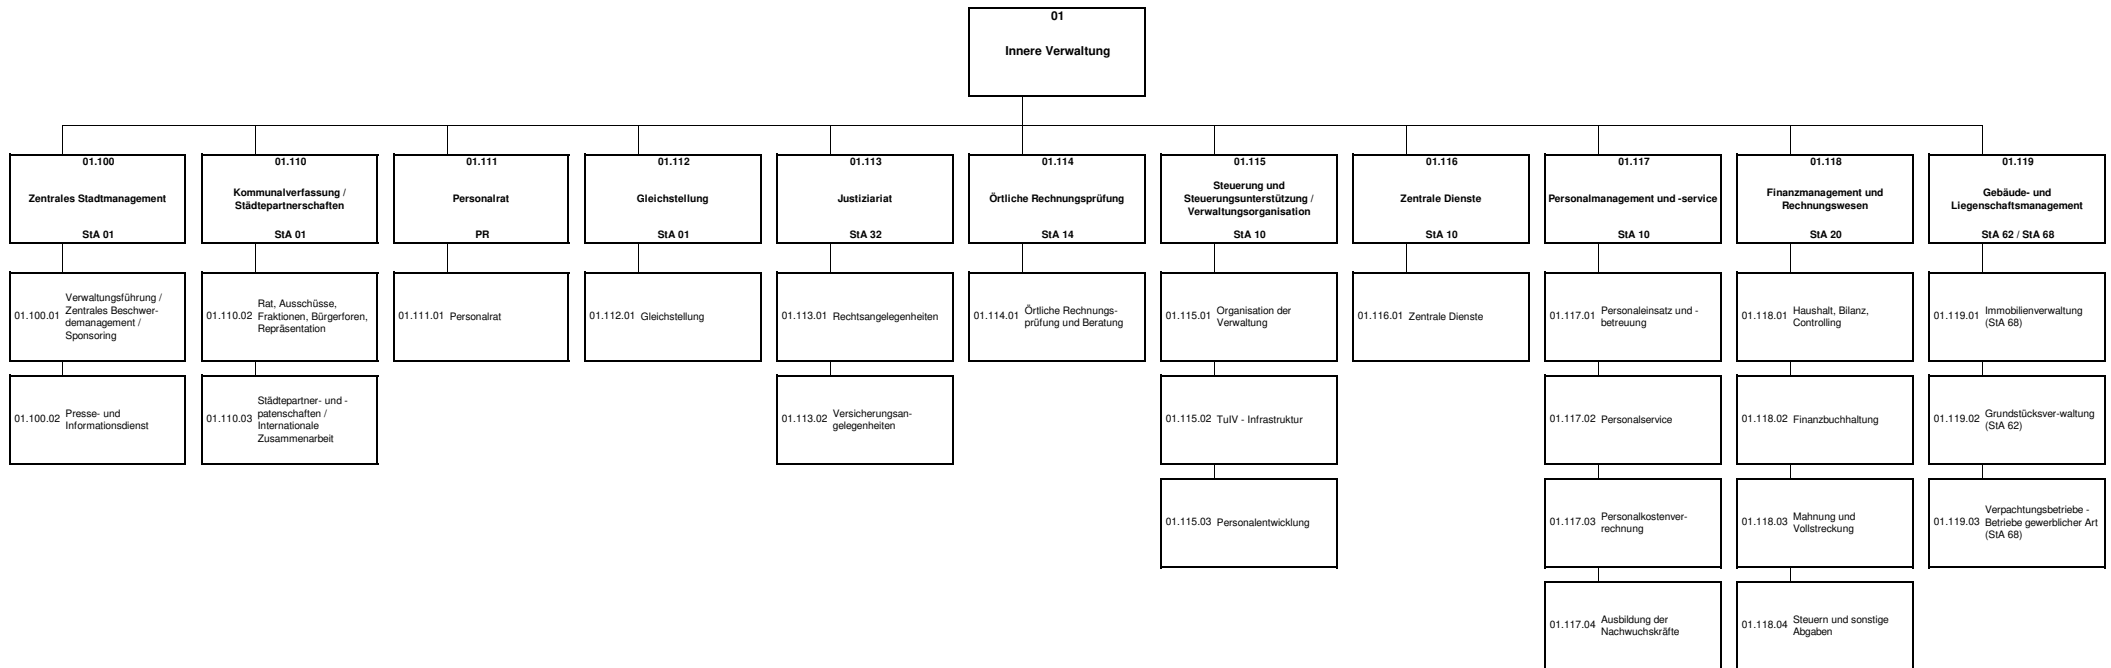 01
Innere Verwaltung
01.100
Zentrales Stadtmanagement
StA 01
01.110
Kommunalverfassung /
Städtepartnerschaften
StA 01
01.111
Personalrat
PR
01.112
Gleichstellung
StA 01
01.113
Justiziariat
StA 32
01.114
Örtliche Rechnungsprüfung
StA 14
01.115
Steuerung und
Steuerungsunterstützung /
Verwaltungsorganisation
StA 10
01.116
Zentrale Dienste
StA 10
01.117
Personalmanagement und -service
StA 10
01.118
Finanzmanagement und
Rechnungswesen
StA 20
01.119
Gebäude- und
Liegenschaftsmanagement
StA 62 / StA 68
01.100.01
Verwaltungsführung /
Zentrales Beschwer-
demanagement /
Sponsoring
01.110.02
Rat, Ausschüsse,
Fraktionen, Bürgerforen,
Repräsentation
01.111.01 Personalrat
01.112.01 Gleichstellung
01.113.01 Rechtsangelegenheiten
01.114.01
Örtliche Rechnungs-
prüfung und Beratung
01.115.01
Organisation der
Verwaltung
01.116.01 Zentrale Dienste
01.117.01
Personaleinsatz und -
betreuung
01.118.01
Haushalt, Bilanz,
Controlling
01.119.01
Immobilienverwaltung
(StA 68)
01.100.02
Presse- und
Informationsdienst
01.110.03
Städtepartner- und -
patenschaften /
Internationale
Zusammenarbeit
01.113.02
Versicherungsan-
gelegenheiten
01.115.02 TuIV - Infrastruktur
01.117.02 Personalservice
01.118.02 Finanzbuchhaltung
01.119.02
Grundstücksver-waltung
(StA 62)
01.115.03 Personalentwicklung
01.117.03
Personalkostenver-
rechnung
01.118.03
Mahnung und
Vollstreckung
01.119.03
Verpachtungsbetriebe -
Betriebe gewerblicher Art
(StA 68)
01.117.04
Ausbildung der
Nachwuchskräfte
01.118.04
Steuern und sonstige
Abgaben